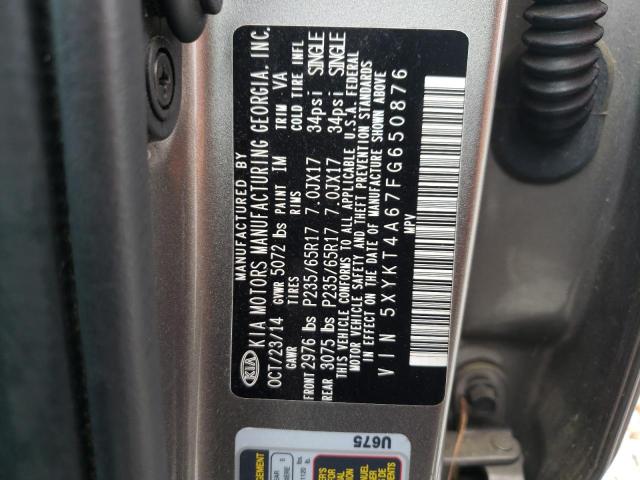 MANUFACTURED BY
KIA KIA MOTORS MANUFACTURING GEORGIA, INC.
OCT/23/14 GVWR 5072 lbs PAINT 1M TRIM VA
GAWR TIRES RIMS COLD TIRE INFL
FRONT 2976 lbs P235/65R17 7.0JX17 34psi SINGLE
REAR 3075 lbs P235/65R17 7.0JX17 34psi SINGLE
THIS VEHICLE CONFORMS TO ALL APPLICABLE U.S.A. FEDERAL
MOTOR VEHICLE SAFETY AND THEFT PREVENTION STANDARDS
IN EFFECT ON THE DATE OF MANUFACTURE SHOWN ABOVE
VIN 5XYKT4A67FG650876
MPV
U675